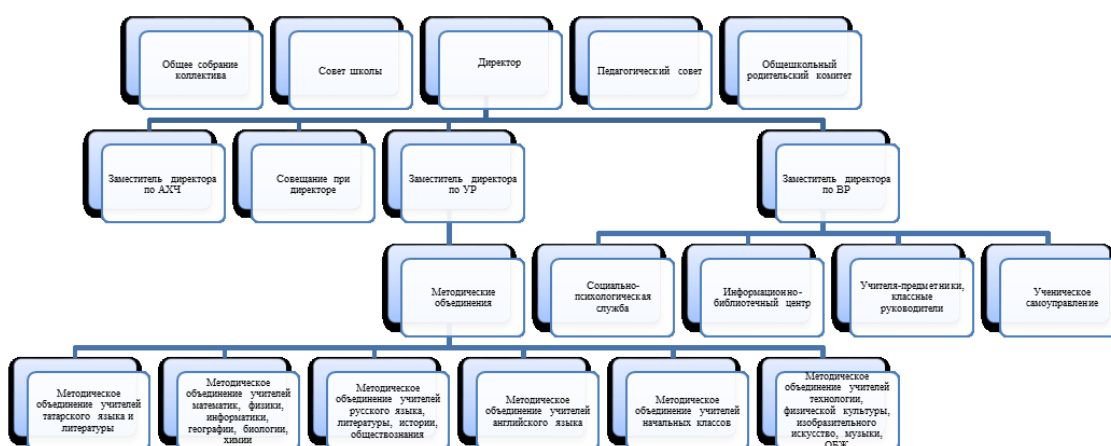 Общее собрание
коллектива
Совет школы
Директор
Педагогический совет
Общешкольный
родительский комитет
Заместитель директора
по АХЧ
Совещание при
директоре
Заместитель директора
по УР
Заместитель директора
по ВР
Методические
объединения
Социально-
психологическая
служба
Информационно-
библиотечный центр
Учителя-предметники,
классные
руководители
Ученическое
самоуправление
Методическое
объединение учителей
татарского языка и
литературы
Методическое
объединение учителей
математик, физики,
информатики,
географии, биологии,
химии
Методическое
объединение учителей
русского языка,
литературы, истории,
обществознания
Методическое
объединение учителей
английского языка
Методическое
объединение учителей
начальных классов
Методическое
объединение учителей
технологии,
физической культуры,
изобразительного
искусство, музыки,
ОБЖ